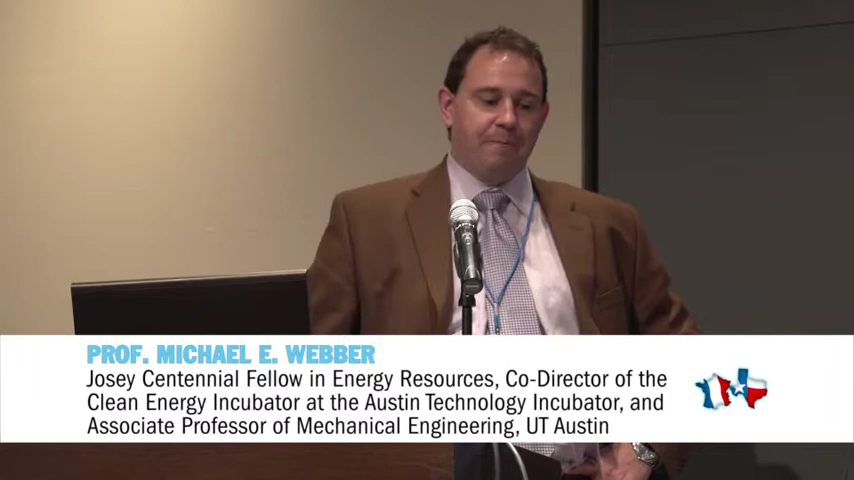 PROF. MICHAEL E. WEBBER
Josey Centennial Fellow in Energy Resources, Co-Director of the
Clean Energy Incubator at the Austin Technology Incubator, and
Associate Professor of Mechanical Engineering, UT Austin